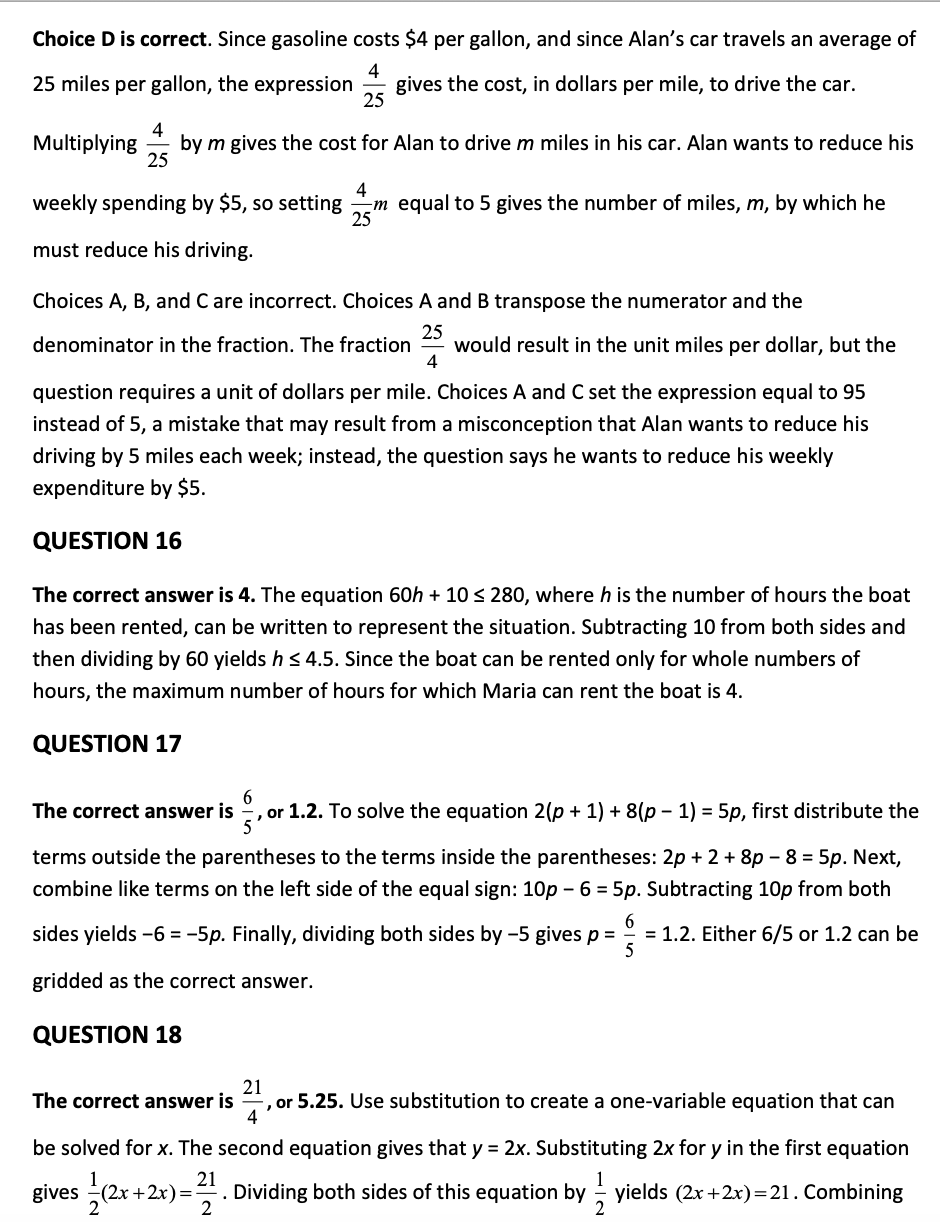 Choice D is correct. Since gasoline costs $4 per gallon, and since Alan's car travels an average of
25 miles per gallon, the expression 4/25 gives the cost, in dollars per mile, to drive the car.
Multiplying 4/25 by m gives the cost for Alan to drive m miles in his car. Alan wants to reduce his
weekly spending by $5, so setting 4/25 m equal to 5 gives the number of miles, m, by which he
must reduce his driving.
Choices A, B, and C are incorrect. Choices A and B transpose the numerator and the
denominator in the fraction. The fraction 25/4 would result in the unit miles per dollar, but the
question requires a unit of dollars per mile. Choices A and C set the expression equal to 95
instead of 5, a mistake that may result from a misconception that Alan wants to reduce his
driving by 5 miles each week; instead, the question says he wants to reduce his weekly
expenditure by $5.
QUESTION 16
The correct answer is 4. The equation 60h + 10 ≤ 280, where h is the number of hours the boat
has been rented, can be written to represent the situation. Subtracting 10 from both sides and
then dividing by 60 yields h ≤ 4.5. Since the boat can be rented only for whole numbers of
hours, the maximum number of hours for which Maria can rent the boat is 4.
QUESTION 17
The correct answer is 6/5, or 1.2. To solve the equation 2(p + 1) + 8(p − 1) = 5p, first distribute the
terms outside the parentheses to the terms inside the parentheses: 2p + 2 + 8p − 8 = 5p. Next,
combine like terms on the left side of the equal sign: 10p − 6 = 5p. Subtracting 10p from both
sides yields −6 = −5p. Finally, dividing both sides by −5 gives p = 6/5 = 1.2. Either 6/5 or 1.2 can be
gridded as the correct answer.
QUESTION 18
The correct answer is 21/4, or 5.25. Use substitution to create a one-variable equation that can
be solved for x. The second equation gives that y = 2x. Substituting 2x for y in the first equation
gives 1/2(2x+2x)=21/2. Dividing both sides of this equation by 1/2 yields (2x+2x)=21. Combining